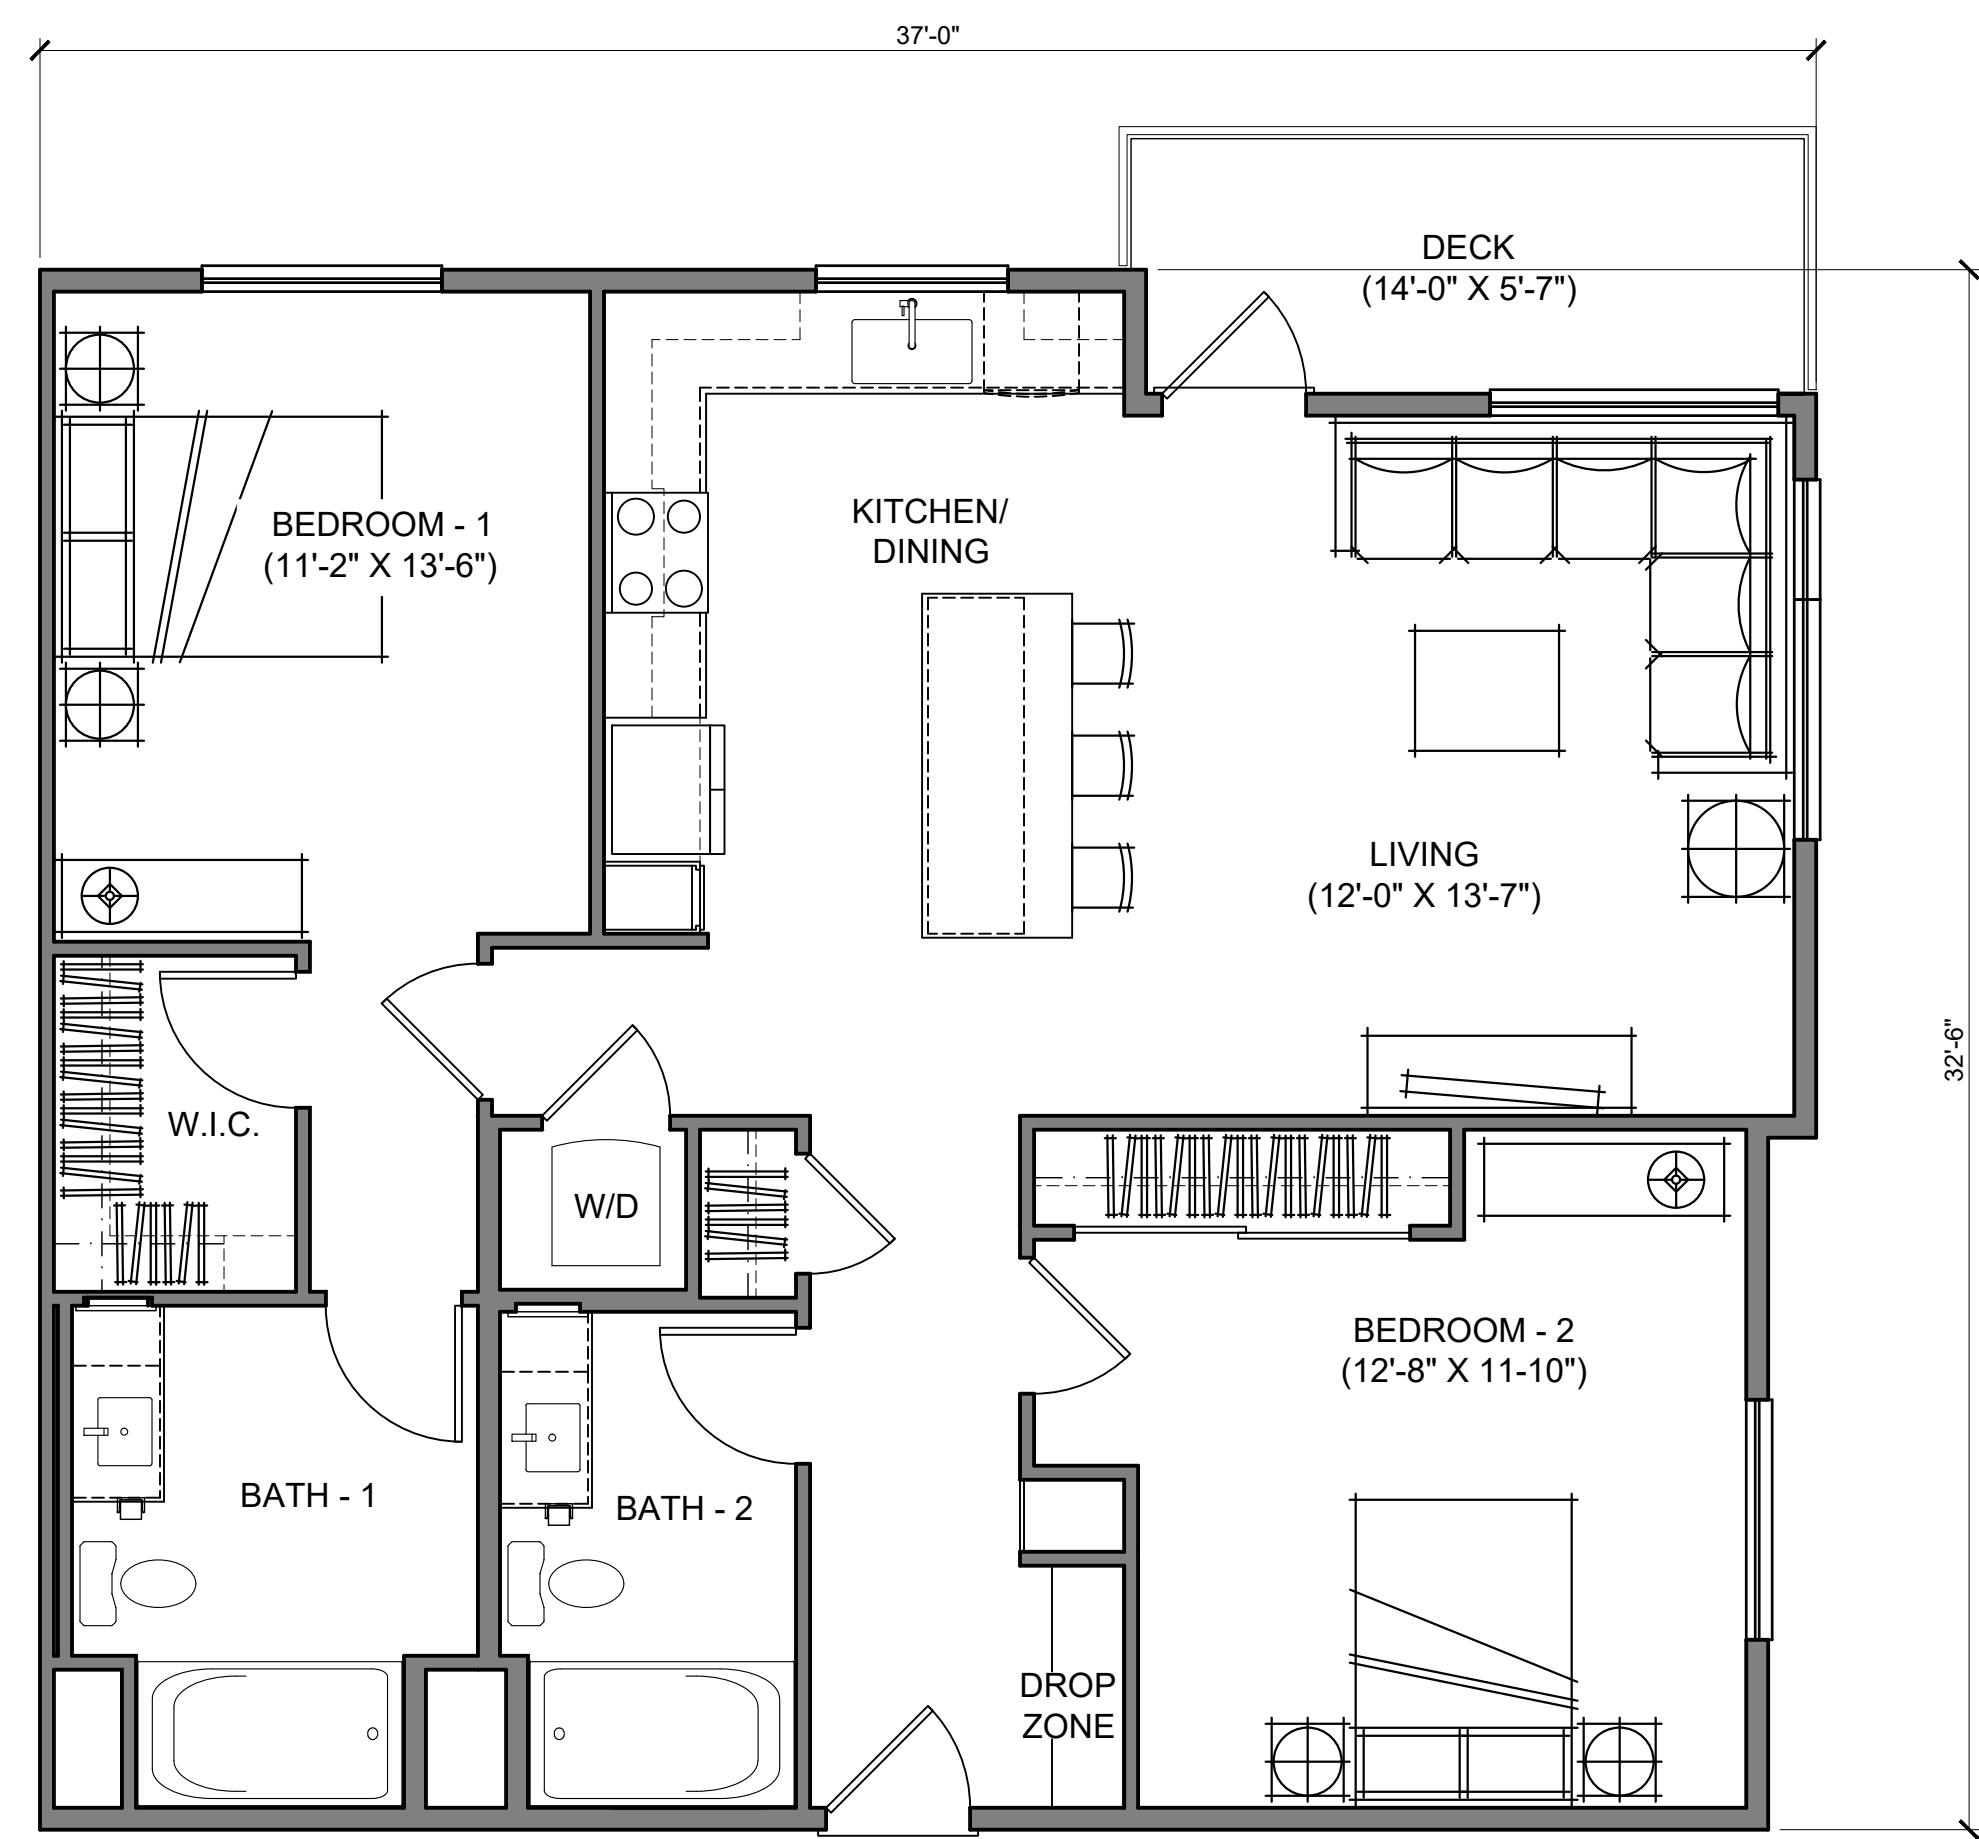 37'-0"
DECK
(14'-0" X 5'-7")
BEDROOM - 1
(11'-2" X 13'-6")
KITCHEN/
DINING
LIVING
(12'-0" X 13'-7")
32'-6"
W.I.C.
W/D
BEDROOM - 2
(12'-8" X 11-10")
BATH - 1
BATH - 2
DROP
ZONE